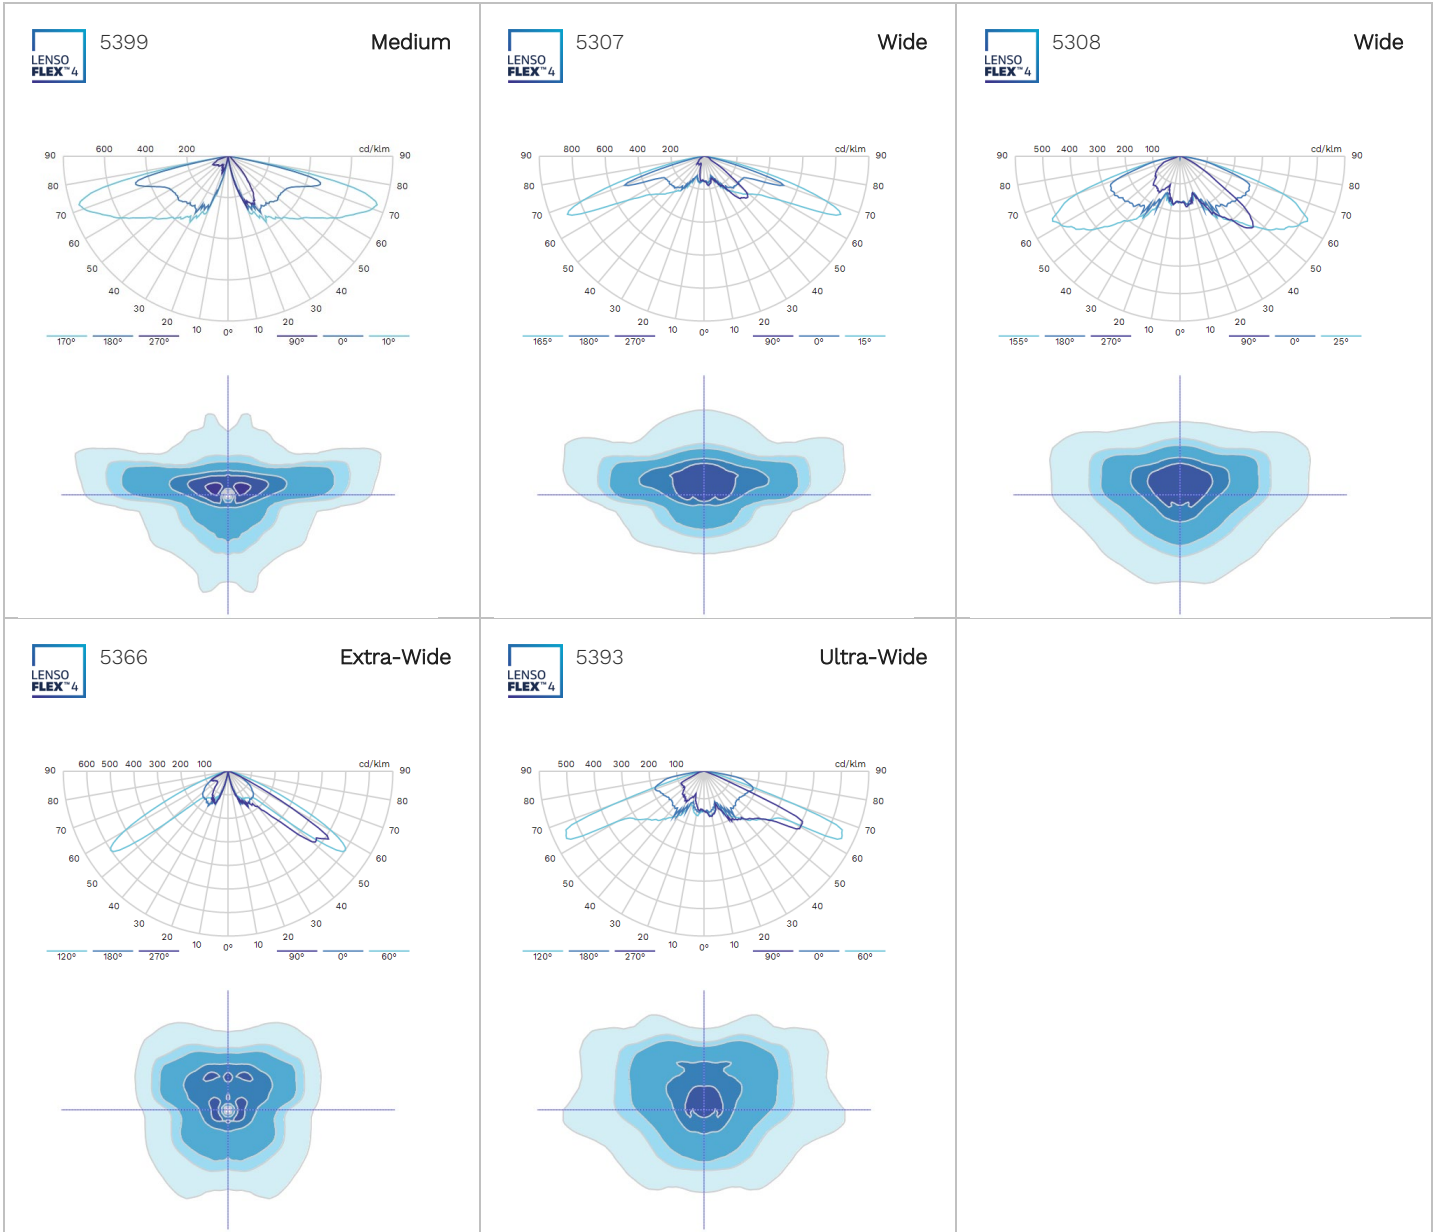 5399 Medium
LENSO
FLEX™4
600 400 200 cd/klm
90 90
80 80
70 70
60 60
50 50
40 40
30 30
20 10 0° 10 20
170° 180° 270° 90° 0° 10°
5307 Wide
LENSO
FLEX™4
800 600 400 200 cd/klm
90 90
80 80
70 70
60 60
50 50
40 40
30 30
20 10 0° 10 20
165° 180° 270° 90° 0° 15°
5308 Wide
LENSO
FLEX™4
500 400 300 200 100 cd/klm
90 90
80 80
70 70
60 60
50 50
40 40
30 30
20 10 0° 10 20
155° 180° 270° 90° 0° 25°
5366 Extra-Wide
LENSO
FLEX™4
600 500 400 300 200 100 cd/klm
90 90
80 80
70 70
60 60
50 50
40 40
30 30
20 10 0° 10 20
120° 180° 270° 90° 0° 60°
5393 Ultra-Wide
LENSO
FLEX™4
500 400 300 200 100 cd/klm
90 90
80 80
70 70
60 60
50 50
40 40
30 30
20 10 0° 10 20
120° 180° 270° 90° 0° 60°